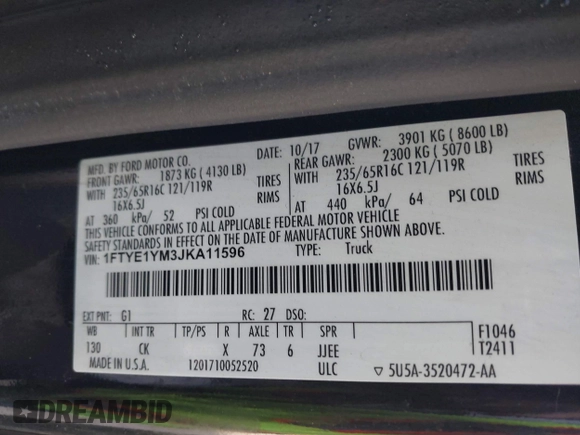 MFD. BY FORD MOTOR CO.
DATE: 10/17
GVWR: 3901 KG ( 8600 LB)
FRONT GAWR: 1873 KG ( 4130 LB)
REAR GAWR: 2300 KG ( 5070 LB)
WITH 235/65R16C 121/119R TIRES
WITH 235/65R16C 121/119R TIRES
16X6.5J RIMS
16X6.5J RIMS
AT 360 kPa/ 52 PSI COLD
AT 440 kPa/ 64 PSI COLD
THIS VEHICLE CONFORMS TO ALL APPLICABLE FEDERAL MOTOR VEHICLE
SAFETY STANDARDS IN EFFECT ON THE DATE OF MANUFACTURE SHOWN ABOVE.
VIN: 1FTYE1YM3JKA11596
TYPE: Truck
EXT PNT: G1 RC: 27 DSO:
WB INT TR TP/PS R AXLE TR SPR
130 CK X 73 6 JJEE
F1046
T2411
MADE IN U.S.A. 1201710052520 ULC
▽ 5U5A-3520472-AA
DREAMBID